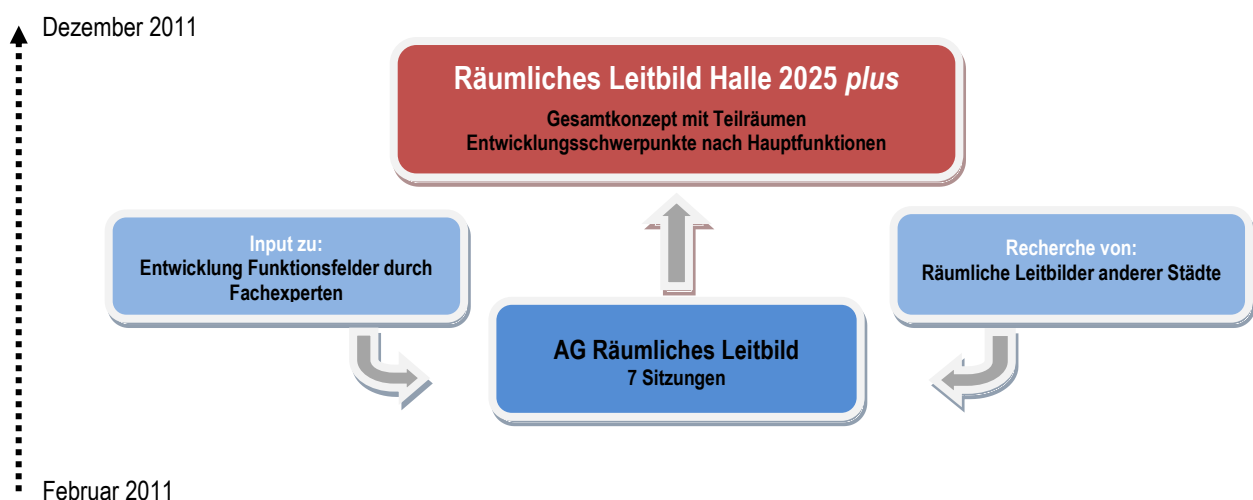 Dezember 2011
Räumliches Leitbild Halle 2025 plus
Gesamtkonzept mit Teilräumen
Entwicklungsschwerpunkte nach Hauptfunktionen
Input zu:
Entwicklung Funktionsfelder durch
Fachexperten
Recherche von:
Räumliche Leitbilder anderer Städte
AG Räumliches Leitbild
7 Sitzungen
Februar 2011